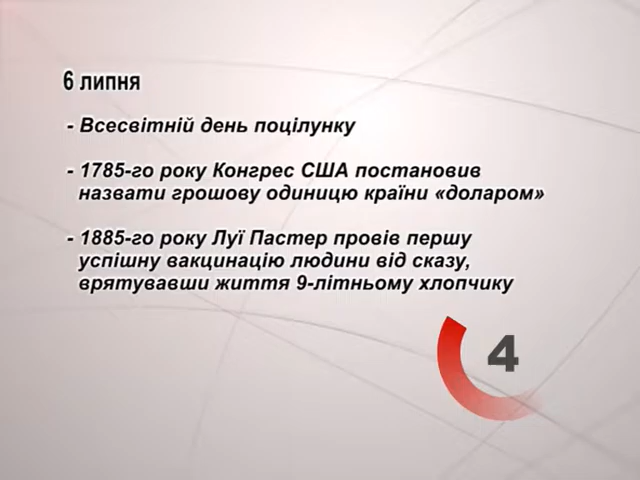 6 липня
- Всесвітній день поцілунку
- 1785-го року Конгрес США постановив
назвати грошову одиницю країни «доларом»
- 1885-го року Луї Пастер провів першу
успішну вакцинацію людини від сказу,
врятувавши життя 9-літньому хлопчику
4